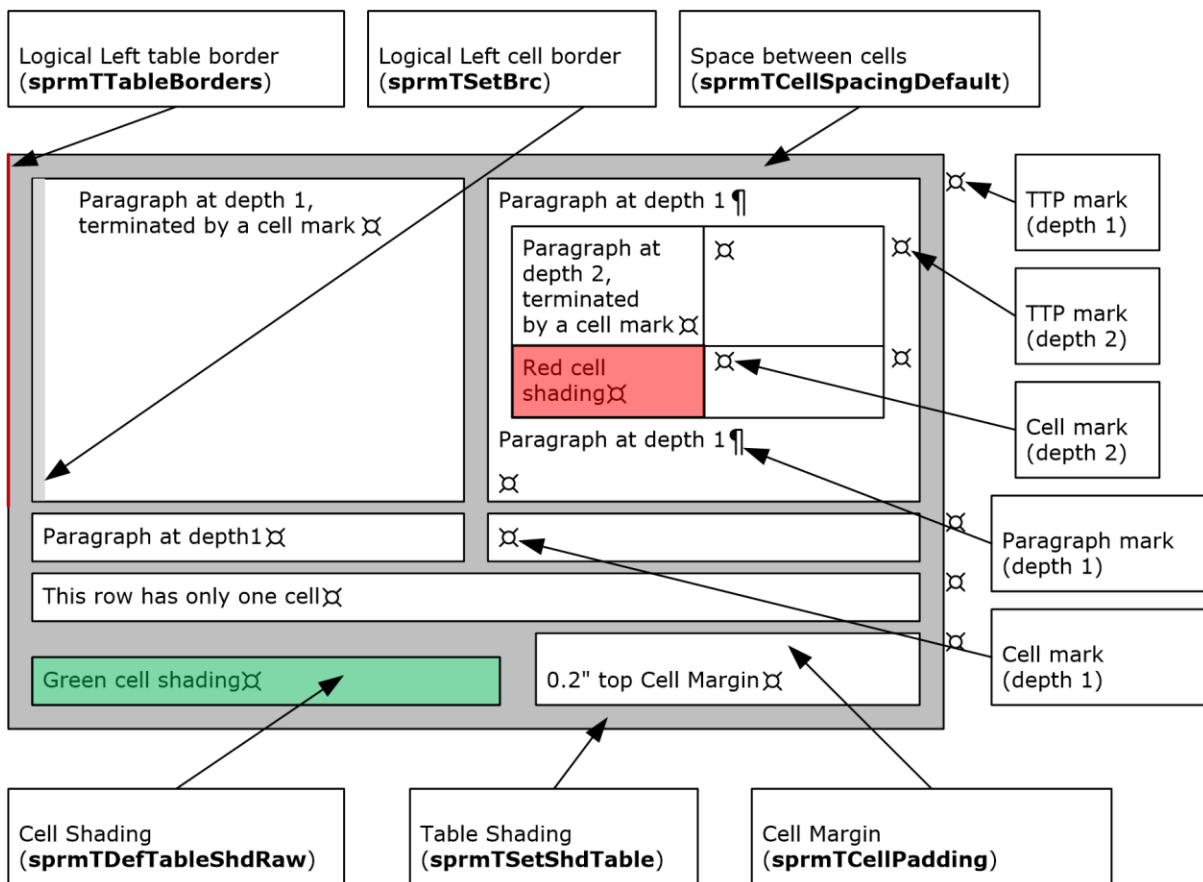 Logical Left table border
(sprmTTableBorders)
Logical Left cell border
(sprmTSetBrc)
Space between cells
(sprmTCellSpacingDefault)
Paragraph at depth 1,
terminated by a cell mark ¤
Paragraph at depth 1 ¶
Paragraph at
depth 2,
terminated
by a cell mark ¤
¤
Red cell
shading¤
¤
Paragraph at depth 1 ¶
¤
¤
TTP mark
(depth 1)
¤
TTP mark
(depth 2)
¤
Cell mark
(depth 2)
Paragraph at depth1¤
¤
¤
Paragraph mark
(depth 1)
This row has only one cell¤
¤
Green cell shading¤
0.2" top Cell Margin¤
¤
Cell mark
(depth 1)
Cell Shading
(sprmTDefTableShdRaw)
Table Shading
(sprmTSetShdTable)
Cell Margin
(sprmTCellPadding)